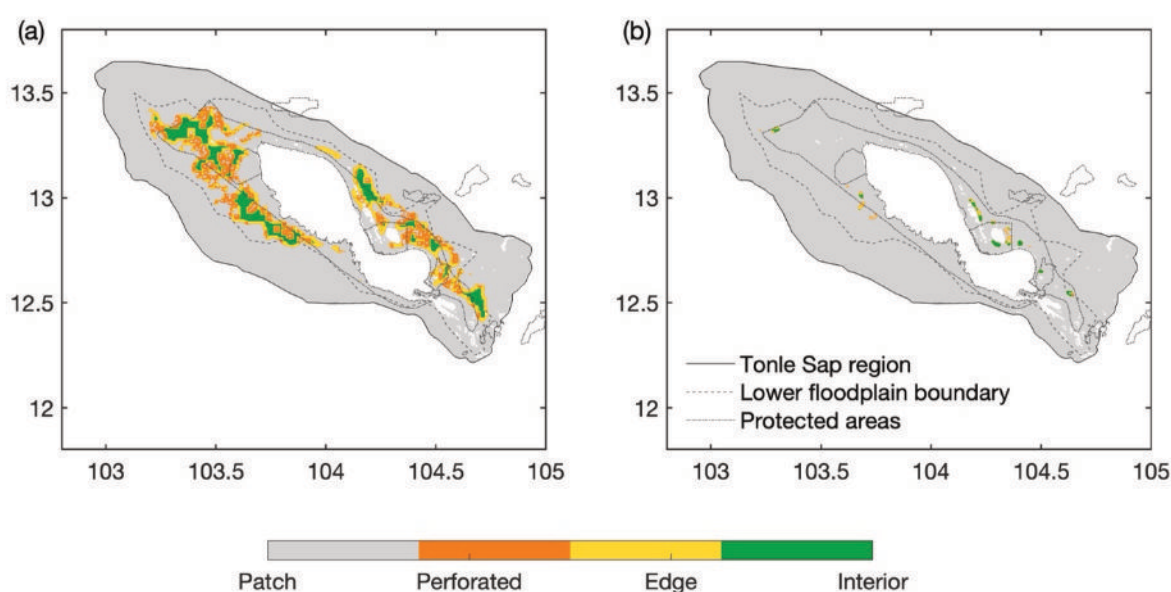 (a)
(b)
13.5
13
12.5
12
13.5
13
12.5
12
Tonle Sap region
Lower floodplain boundary
Protected areas
103 103.5 104 104.5 105
103 103.5 104 104.5 105
Patch Perforated Edge Interior